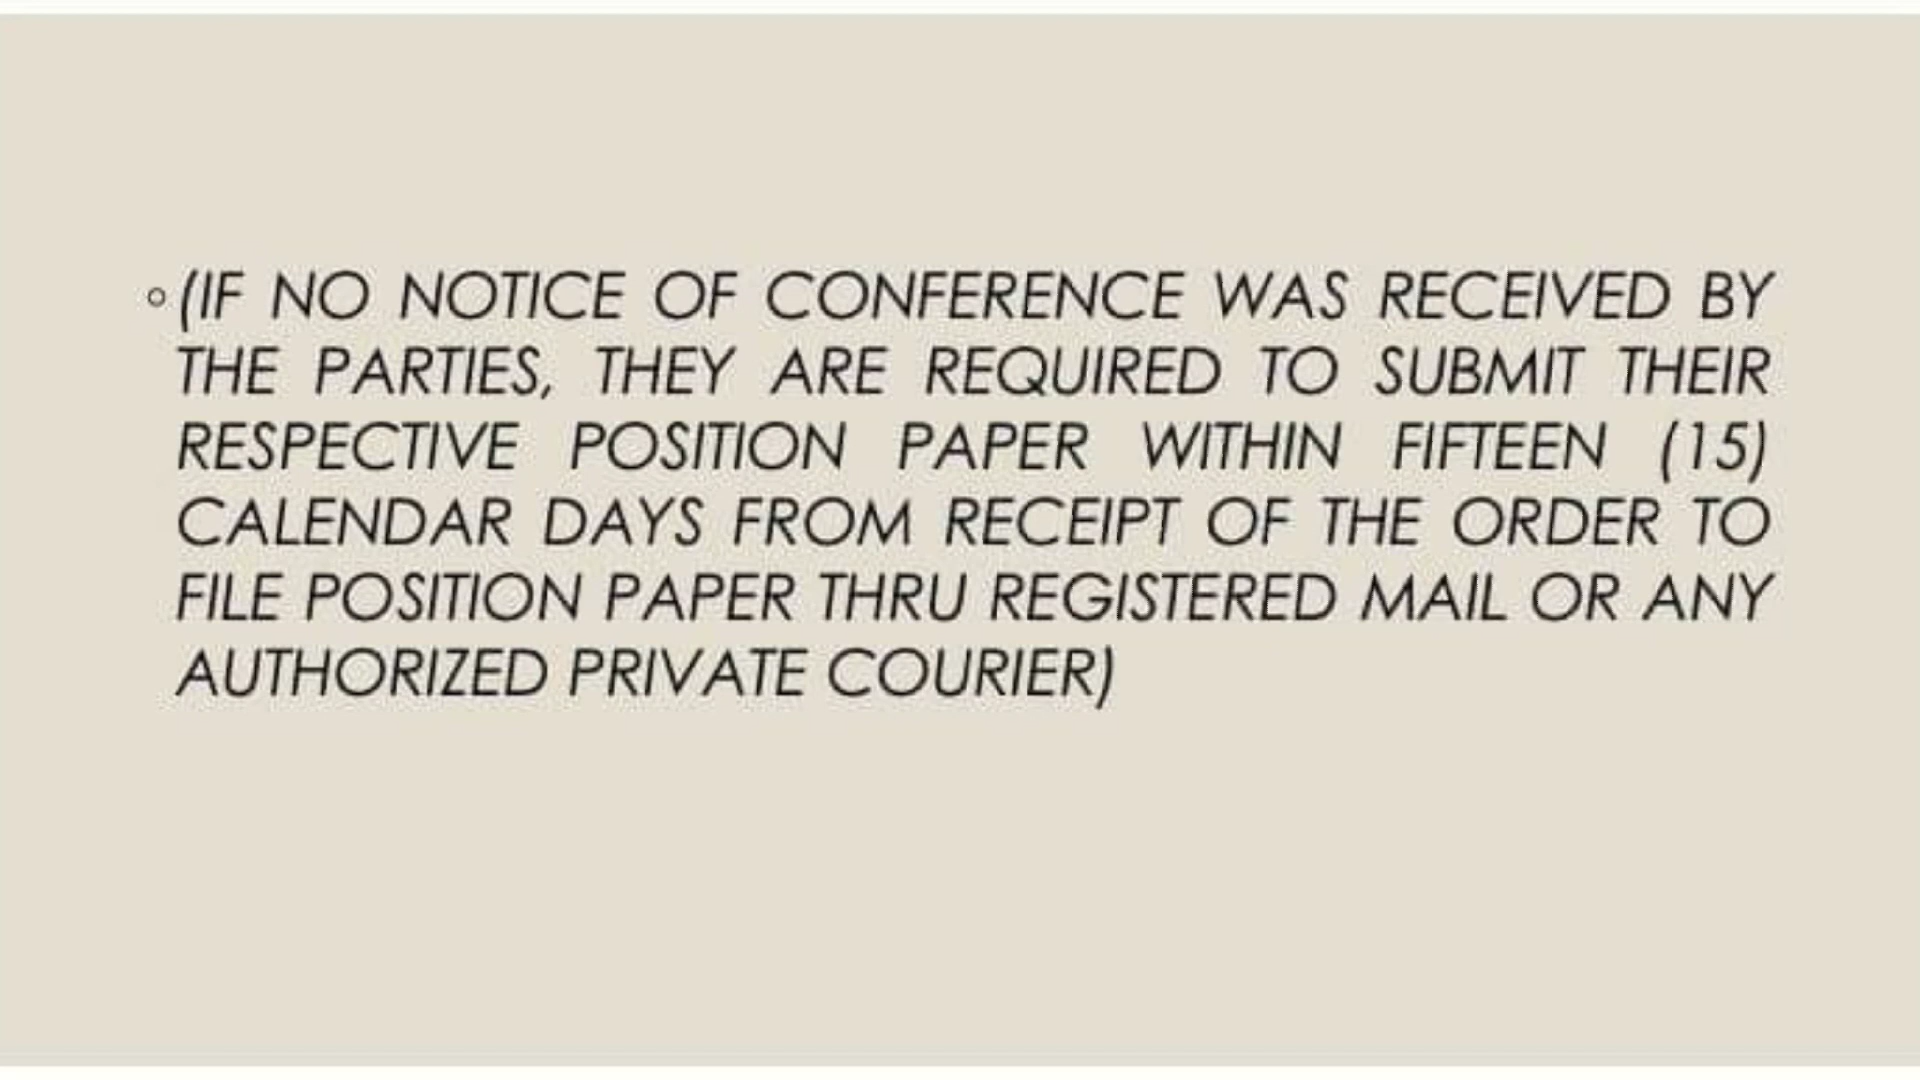 ◦(IF NO NOTICE OF CONFERENCE WAS RECEIVED BY
THE PARTIES, THEY ARE REQUIRED TO SUBMIT THEIR
RESPECTIVE POSITION PAPER WITHIN FIFTEEN (15)
CALENDAR DAYS FROM RECEIPT OF THE ORDER TO
FILE POSITION PAPER THRU REGISTERED MAIL OR ANY
AUTHORIZED PRIVATE COURIER)